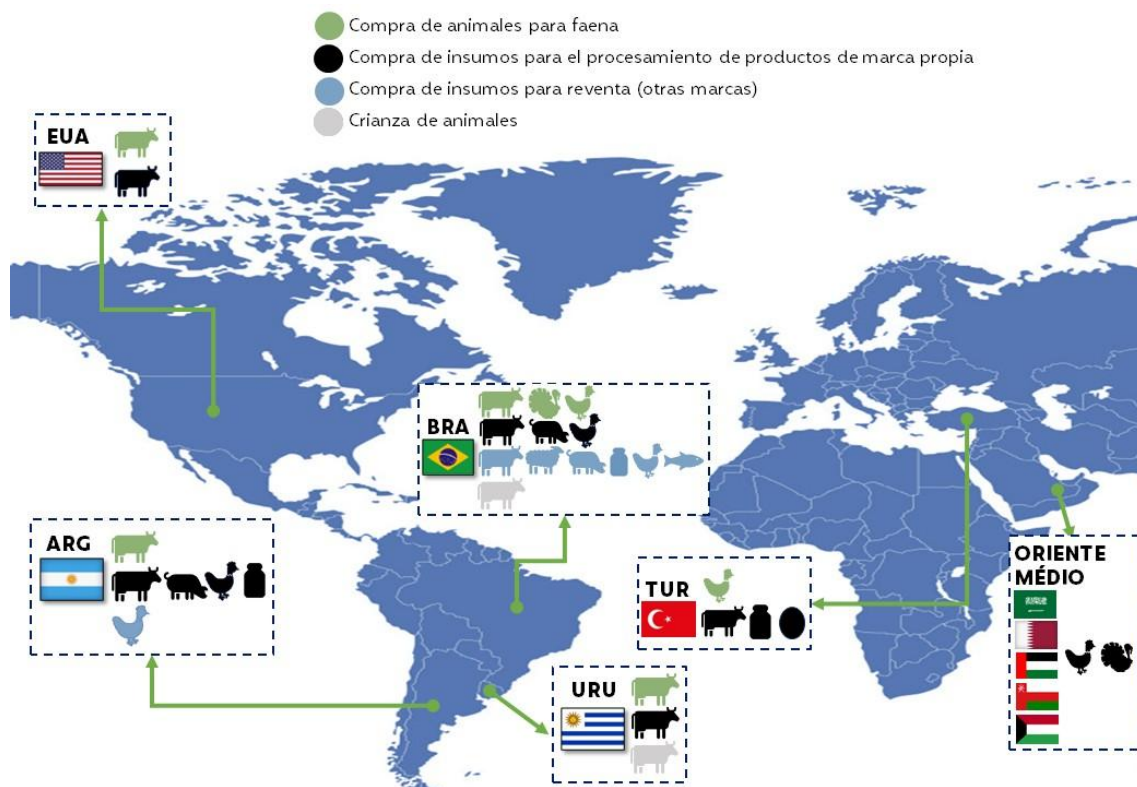 Compra de animales para faena
Compra de insumos para el procesamiento de productos de marca propia
Compra de insumos para reventa (otras marcas)
Crianza de animales
EUA
BRA
ARG
TUR
ORIENTE
MÉDIO
URU